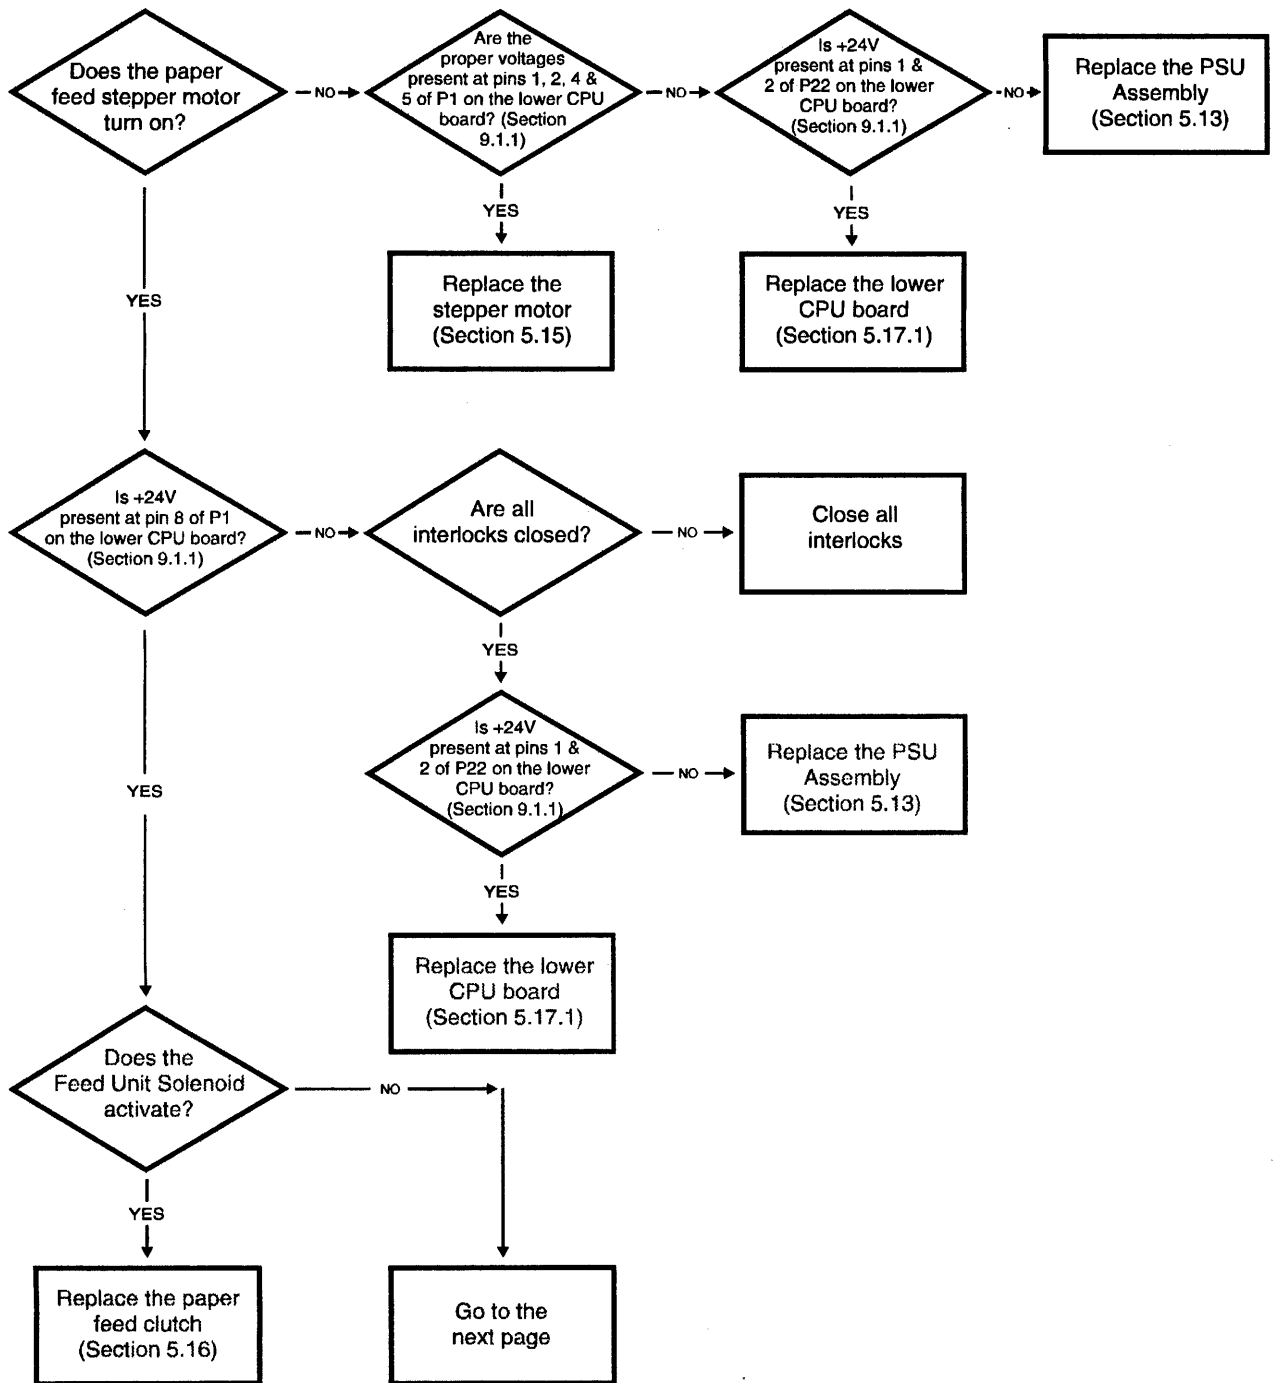 Does the paper
feed stepper motor
turn on?
NO
Are the
proper voltages
present at pins 1, 2, 4 &
5 of P1 on the lower CPU
board? (Section
9.1.1)
NO
Is +24V
present at pins 1 &
2 of P22 on the lower
CPU board?
(Section 9.1.1)
NO
Replace the PSU
Assembly
(Section 5.13)
YES
YES
YES
Replace the
stepper motor
(Section 5.15)
Replace the lower
CPU board
(Section 5.17.1)
Is +24V
present at pin 8 of P1
on the lower CPU board?
(Section 9.1.1)
NO
Are all
interlocks closed?
NO
Close all
interlocks
YES
YES
Is +24V
present at pins 1 &
2 of P22 on the lower
CPU board?
(Section 9.1.1)
NO
Replace the PSU
Assembly
(Section 5.13)
YES
Replace the lower
CPU board
(Section 5.17.1)
Does the
Feed Unit Solenoid
activate?
NO
YES
Replace the paper
feed clutch
(Section 5.16)
Go to the
next page